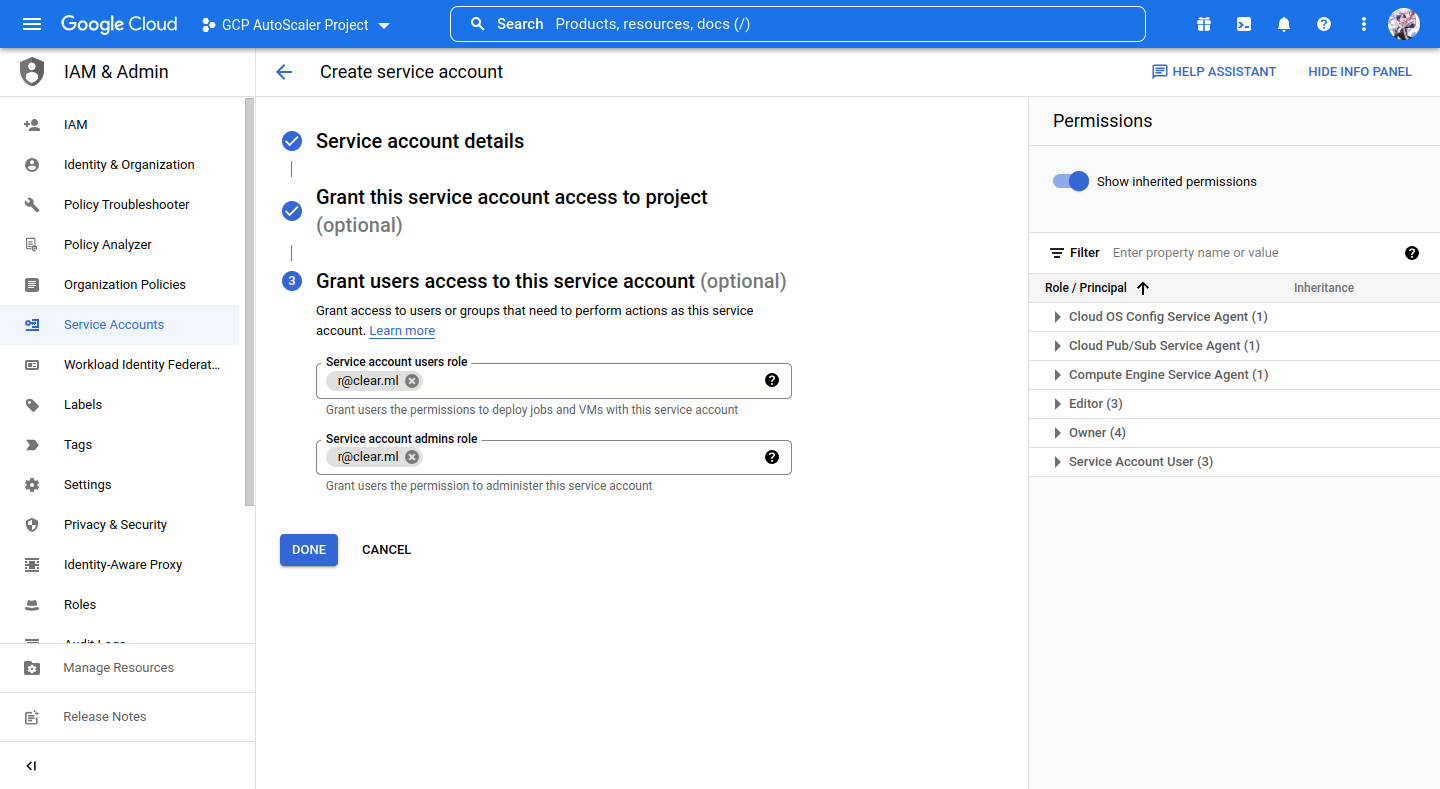 Google Cloud
GCP AutoScaler Project
Search Products, resources, docs (/)
IAM & Admin
Create service account
HELP ASSISTANT
HIDE INFO PANEL
IAM
Identity & Organization
Policy Troubleshooter
Policy Analyzer
Organization Policies
Service Accounts
Workload Identity Federat...
Labels
Tags
Settings
Privacy & Security
Identity-Aware Proxy
Roles
Audit Logs
Manage Resources
Release Notes
Service account details
Grant this service account access to project
(optional)
3 Grant users access to this service account (optional)
Grant access to users or groups that need to perform actions as this service
account. Learn more
Service account users role
r@clear.ml
Grant users the permissions to deploy jobs and VMs with this service account
Service account admins role
r@clear.ml
Grant users the permission to administer this service account
DONE
CANCEL
Permissions
Show inherited permissions
Filter Enter property name or value
Role / Principal
Inheritance
Cloud OS Config Service Agent (1)
Cloud Pub/Sub Service Agent (1)
Compute Engine Service Agent (1)
Editor (3)
Owner (4)
Service Account User (3)